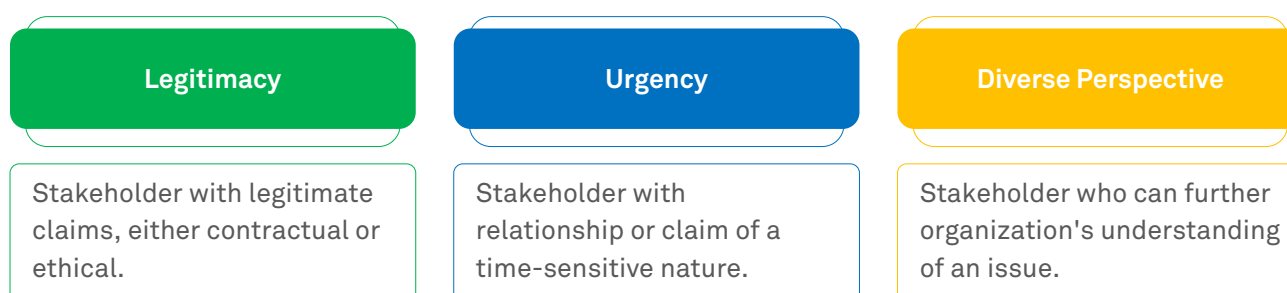 Legitimacy
Stakeholder with legitimate
claims, either contractual or
ethical.
Urgency
Stakeholder with
relationship or claim of a
time-sensitive nature.
Diverse Perspective
Stakeholder who can further
organization's understanding
of an issue.